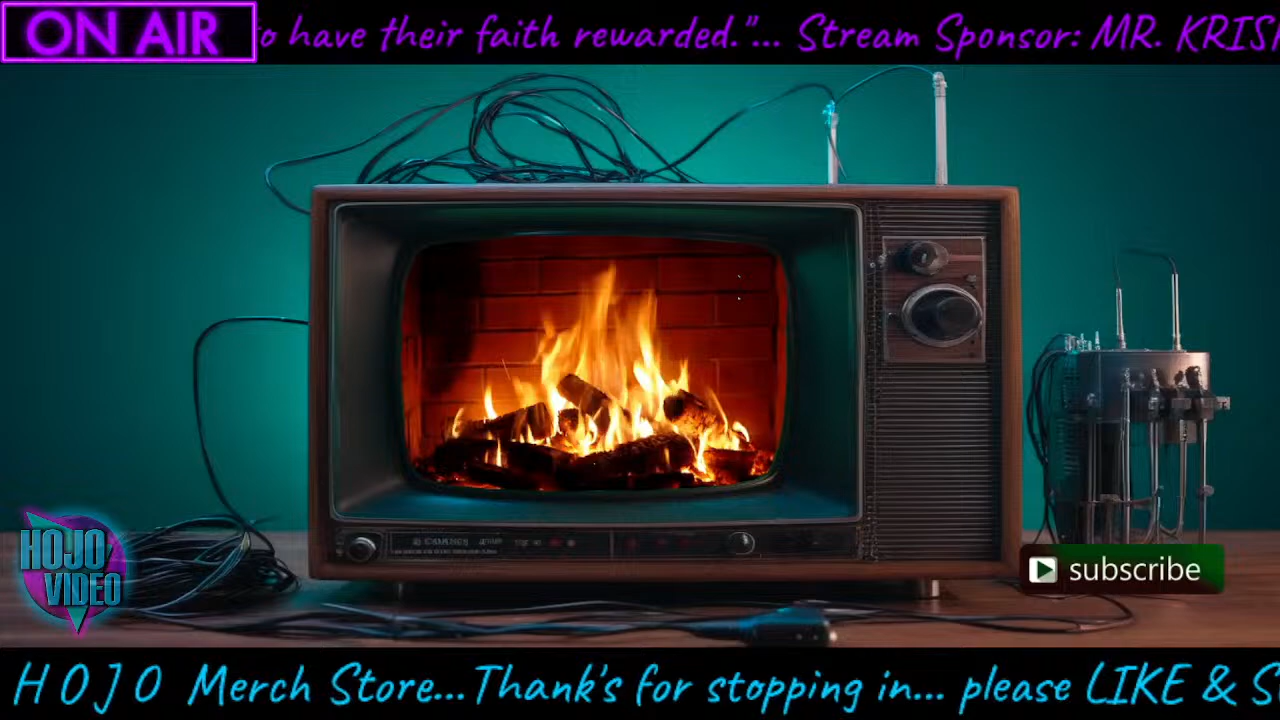 ON AIR
o have their faith rewarded."... Stream Sponsor: MR. KRISH
HOJO
VIDEO
subscribe
H O J O Merch Store...Thank's for stopping in... please LIKE & S